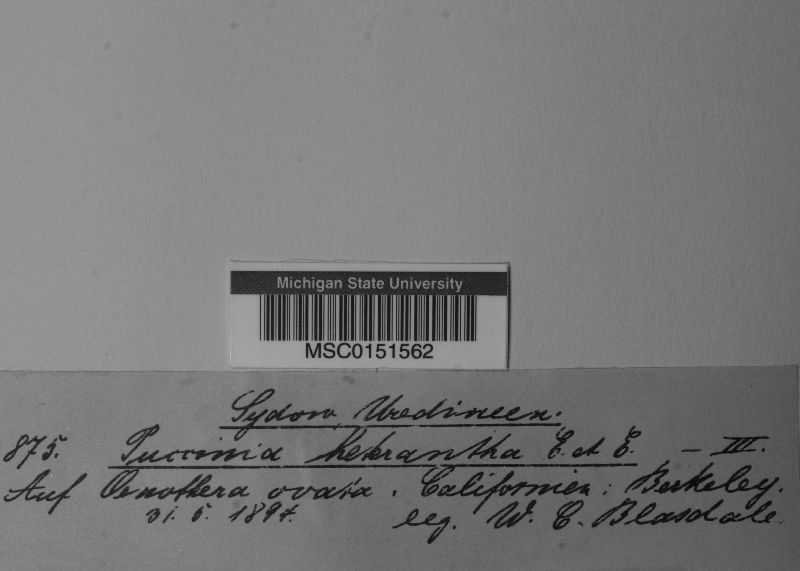 Michigan State University
MSC0151562
Sydow, Uredineen.
875. Puccinia heterantha E. et E. — III.
Auf Oenothera ovata. Californien: Berkeley.
31. 5. 1894. leg. W. C. Blasdale.